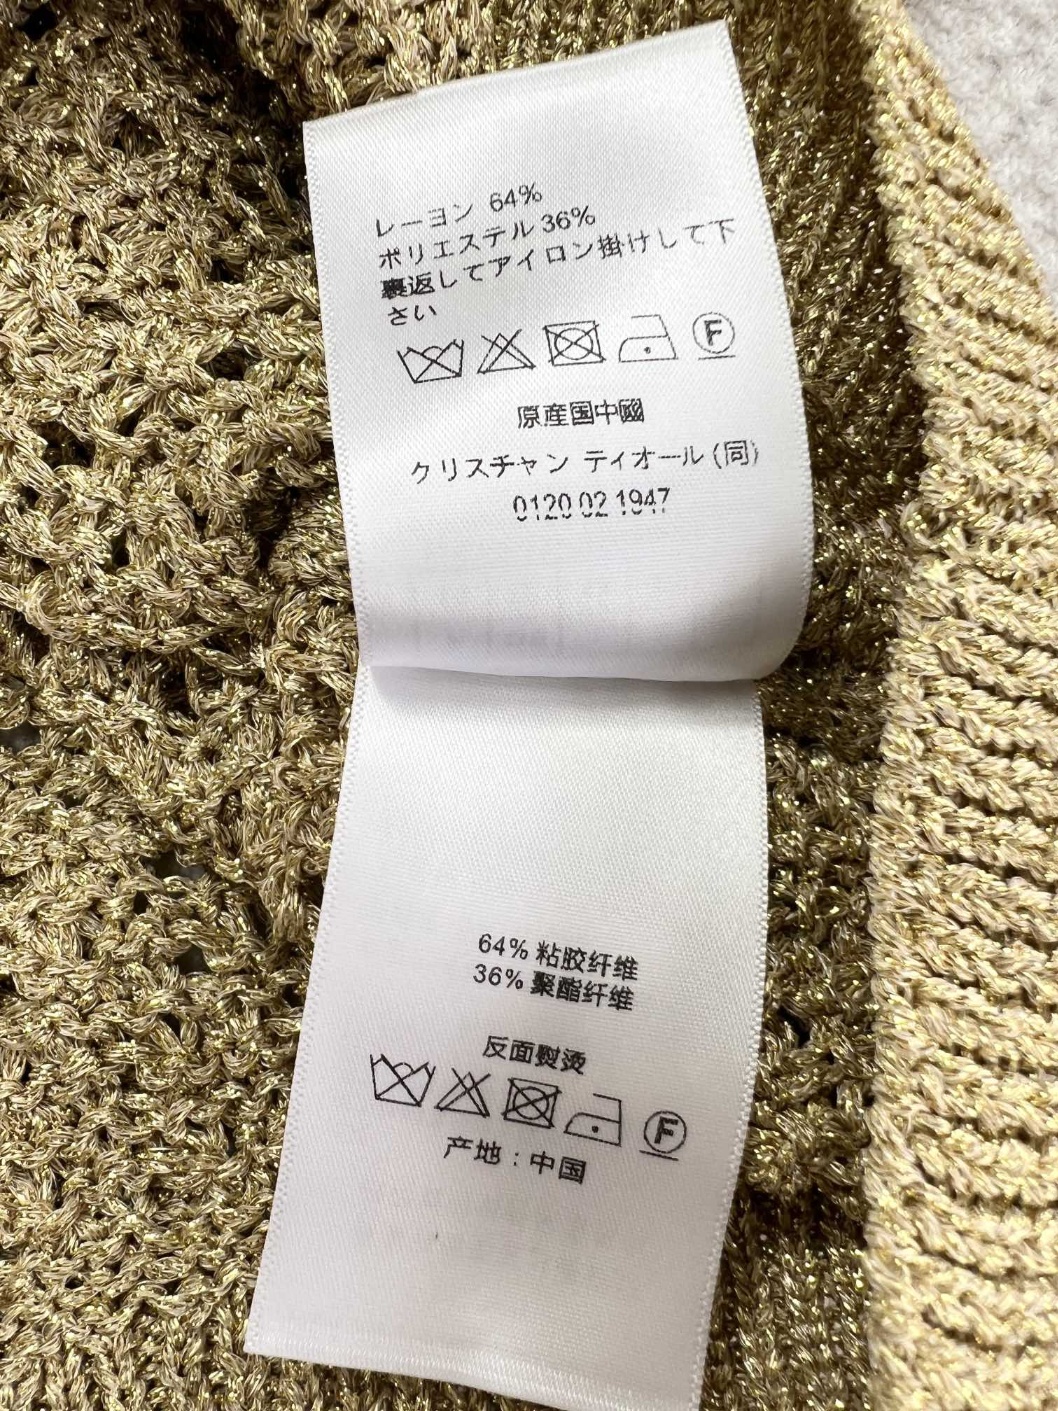 レーヨン 64%
ポリエステル 36%
裏返してアイロン掛けして下
さい
F
原産国中國
クリスチャン ディオール (同)
0120 02 1947
64% 粘胶纤维
36% 聚酯纤维
反面熨烫
F
产地：中国